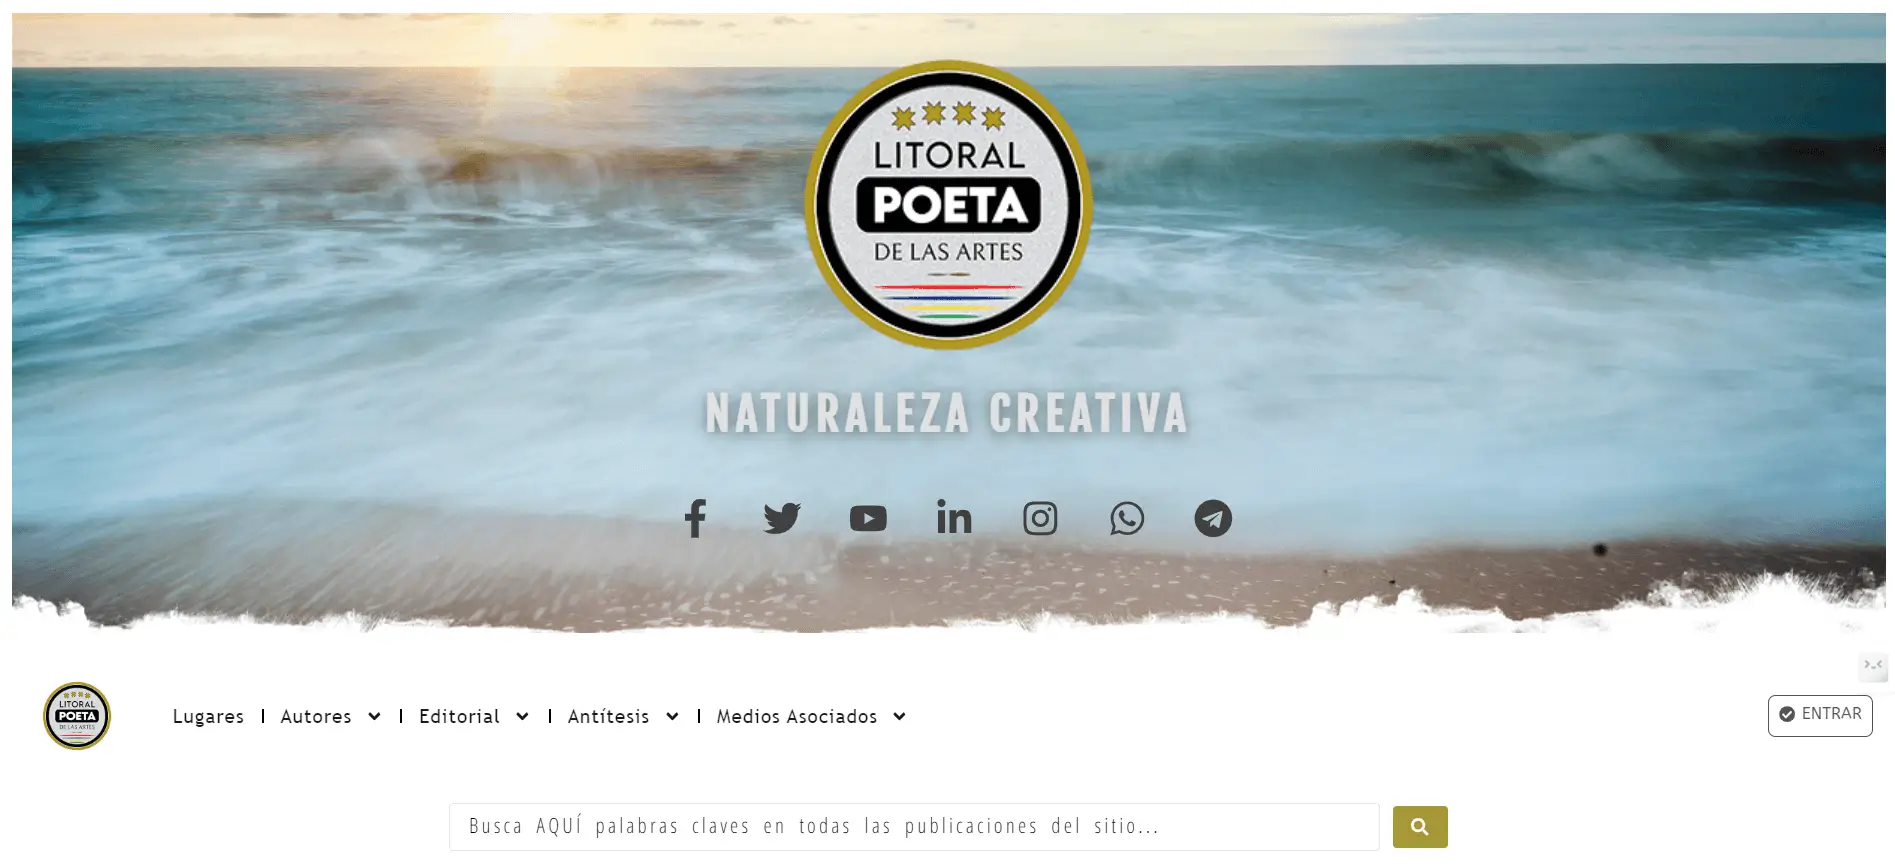 LITORAL
POETA
DE LAS ARTES
NATURALEZA CREATIVA
LITORAL
POETA
DE LAS ARTES
Lugares
Autores
Editorial
Antítesis
Medios Asociados
ENTRAR
Busca AQUÍ palabras claves en todas las publicaciones del sitio...